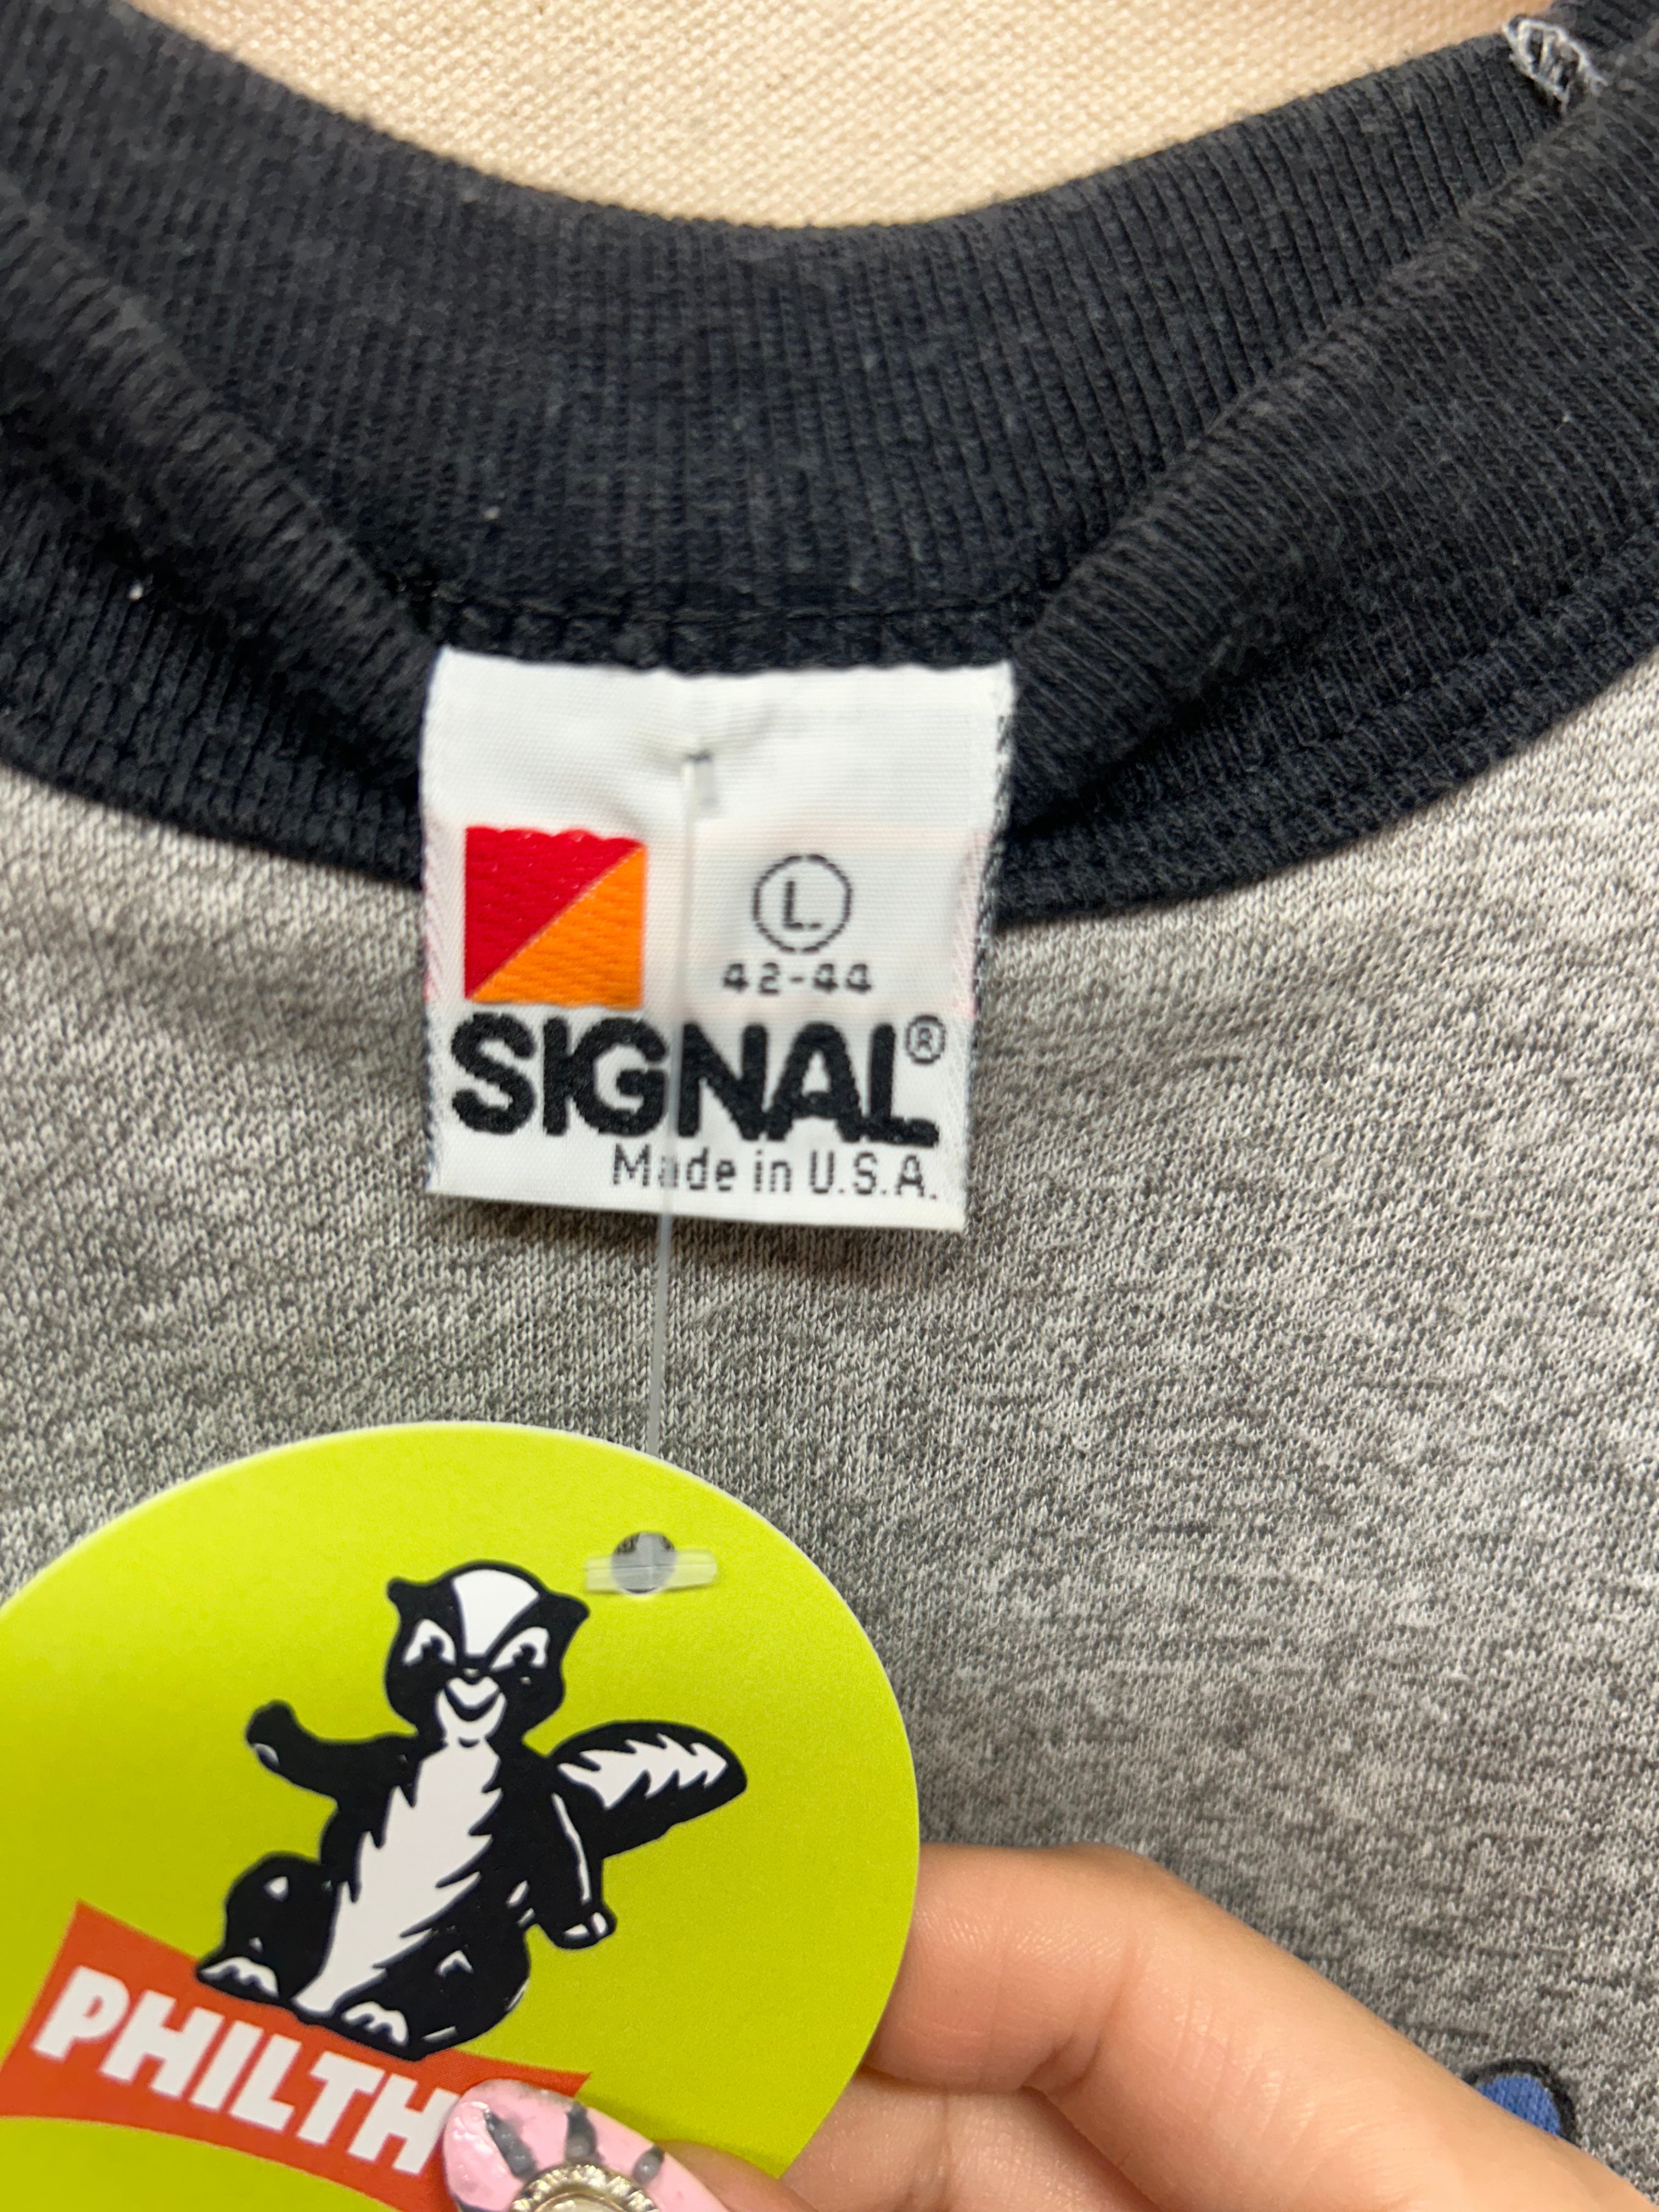 L
42-44
SIGNAL®
Made in U.S.A.
PHILTH